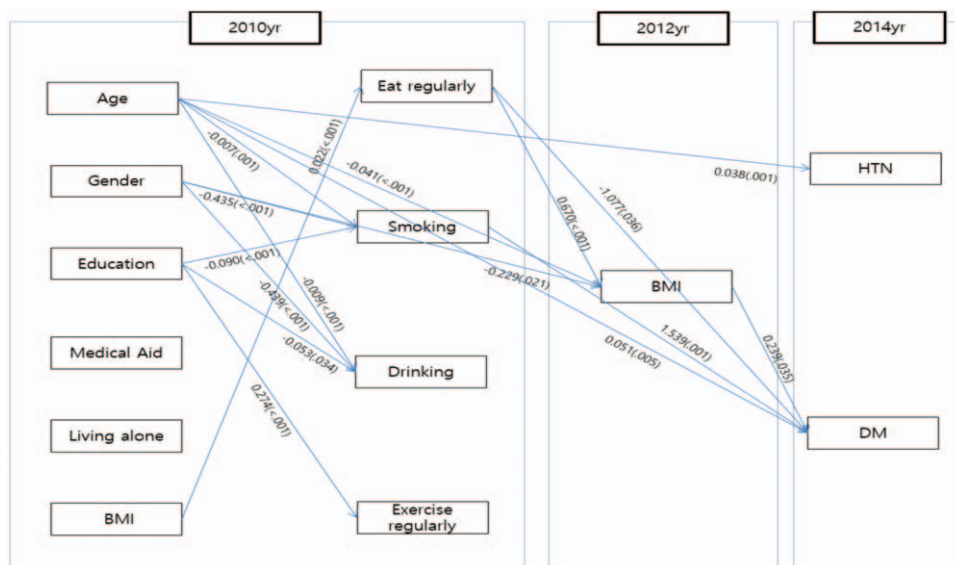 2010yr
2012yr
2014yr
Age
Gender
Education
Medical Aid
Living alone
BMI
Eat regularly
Smoking
Drinking
Exercise
regularly
BMI
HTN
DM
-0.007(.001)
0.022(<.001)
-0.041(<.001)
0.038(.001)
-0.435(<.001)
0.670(<.001)
-1.077(.036)
-0.090(<.001)
-0.229(.021)
-0.439(<.001)
-0.009(<.001)
-0.053(.034)
1.539(.001)
0.051(.005)
0.239(.035)
0.274(<.001)